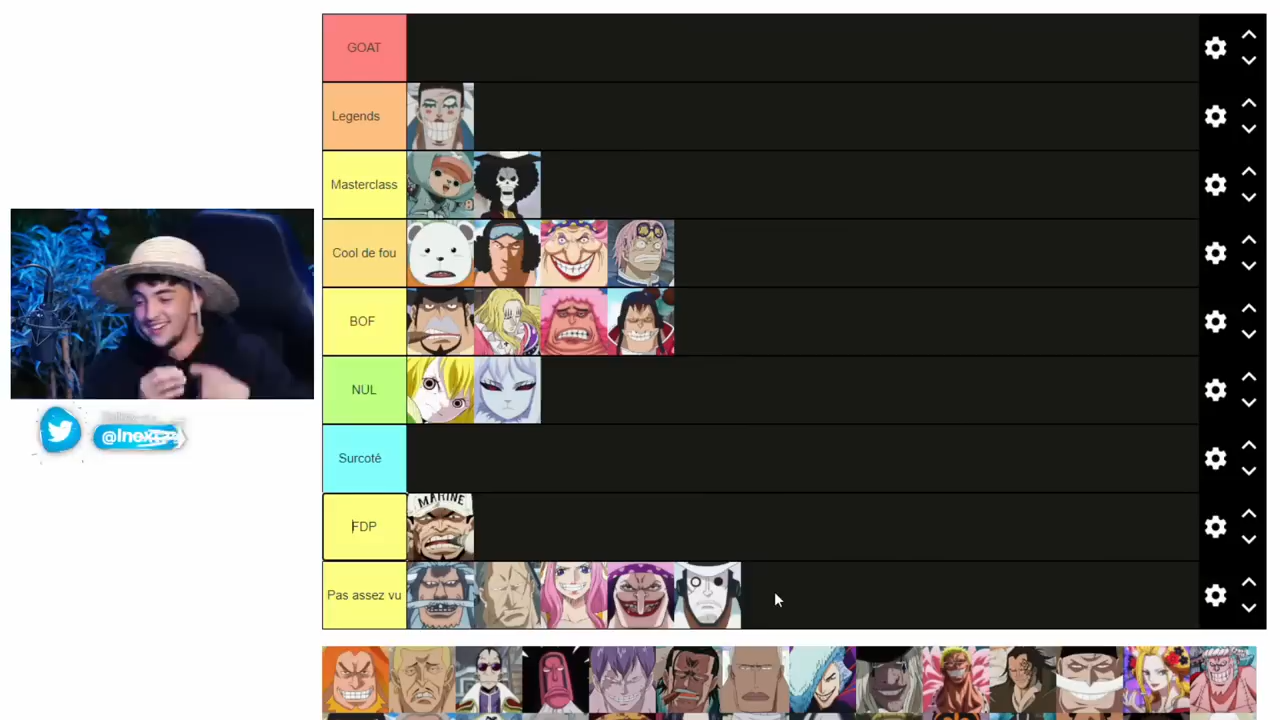 GOAT
Legends
Masterclass
Cool de fou
BOF
NUL
Surcoté
MARINE
FDP
Pas assez vu